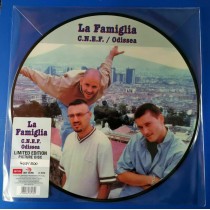 La Famiglia
C.N.E.F. / Odissea
La
Famiglia
C.N.E.F.
Odissea
LIMITED EDITION
PICTURE DISC